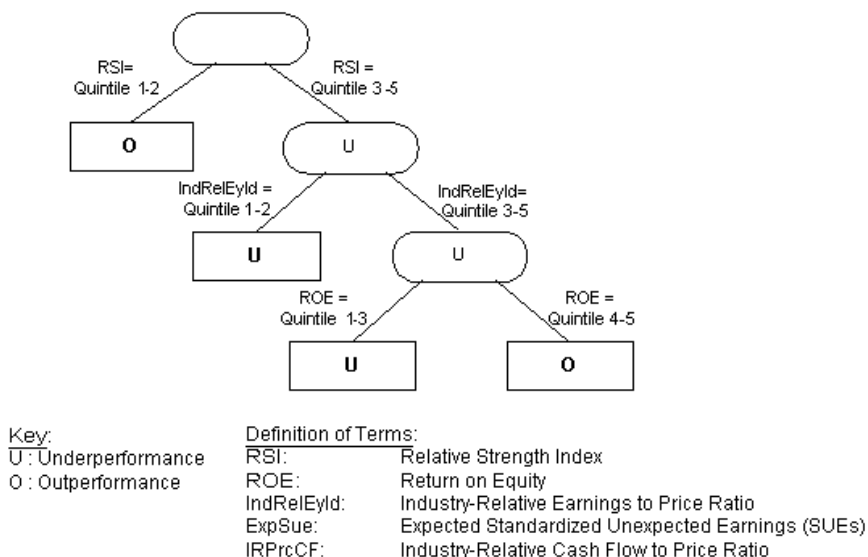 RSI=
Quintile 1-2
RSI =
Quintile 3-5
O
U
IndRelEyld =
Quintile 1-2
IndRelEyld=
Quintile 3-5
U
U
ROE =
Quintile 1-3
ROE =
Quintile 4-5
U
O
Key:
U : Underperformance
O : Outperformance
Definition of Terms:
RSI: Relative Strength Index
ROE: Return on Equity
IndRelEyld: Industry-Relative Earnings to Price Ratio
ExpSue: Expected Standardized Unexpected Earnings (SUEs)
IRPrcCF: Industry-Relative Cash Flow to Price Ratio